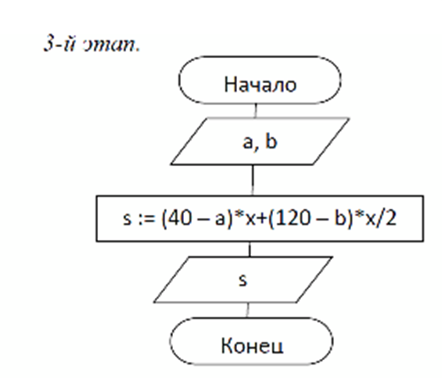 3-й этап.
Начало
a, b
s := (40 – a)*x+(120 – b)*x/2
s
Конец